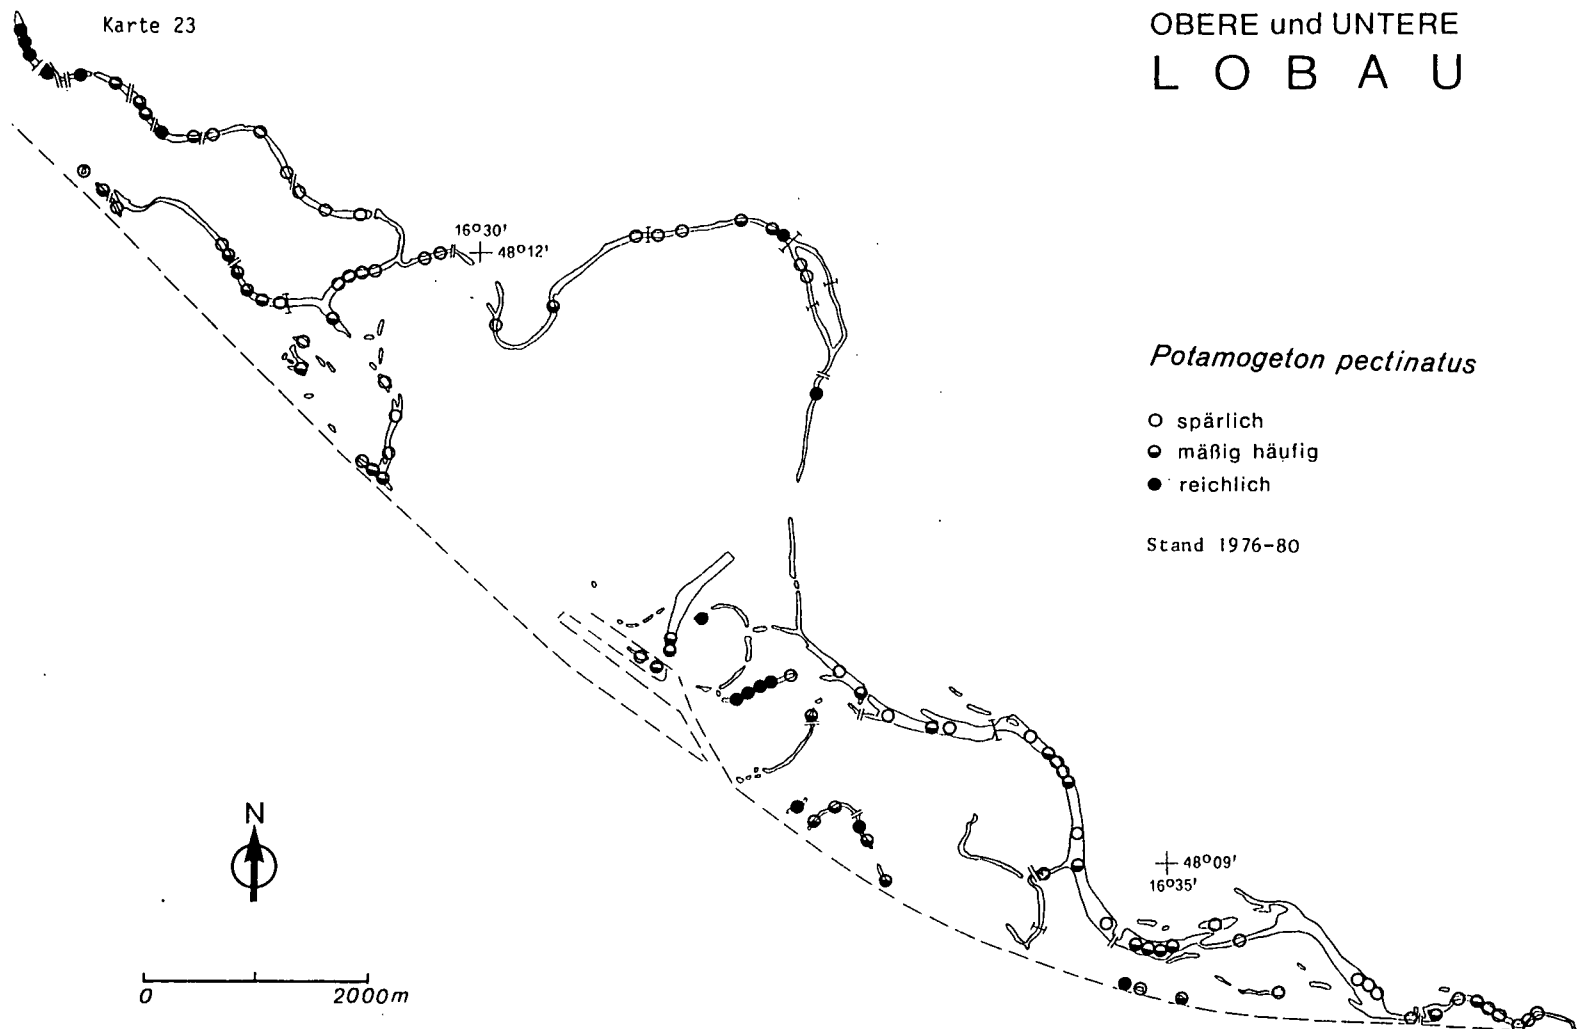 Karte 23
OBERE und UNTERE
L O B A U
16°30'
48°12'
Potamogeton pectinatus
spärlich
mäßig häufig
reichlich
Stand 1976-80
N
48°09'
16°35'
0 2000m